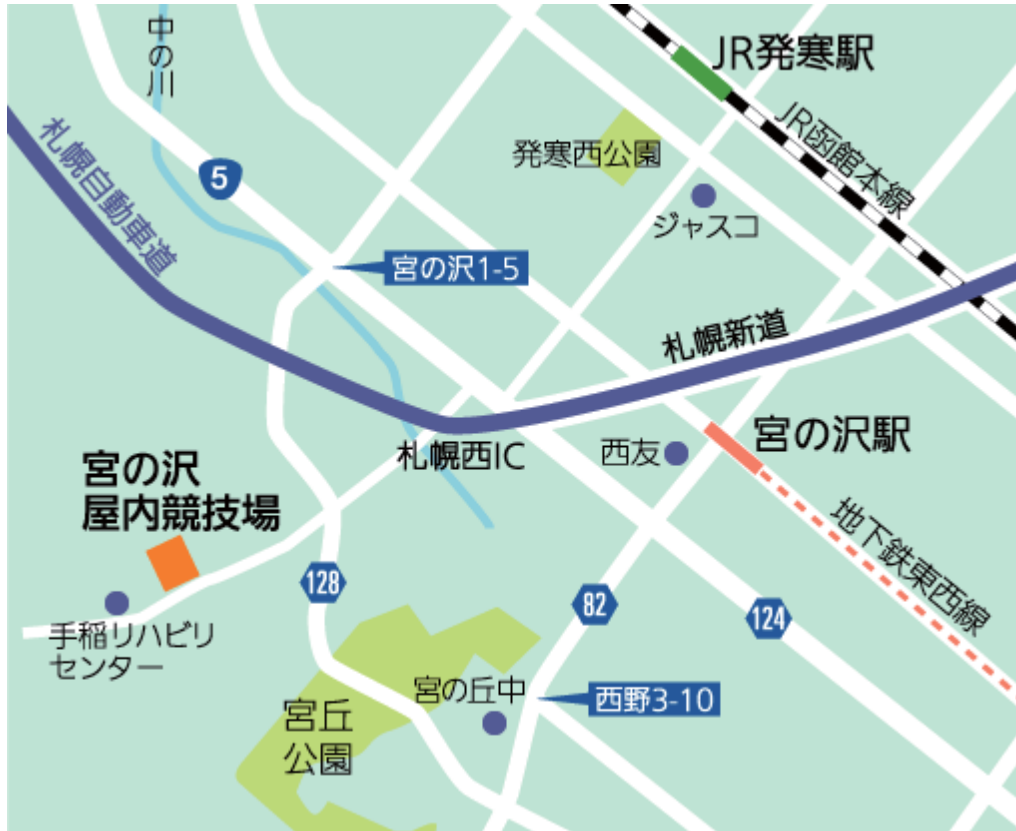 中の川
JR発寒駅
札幌自動車道
JR函館本線
発寒西公園
5
ジャスコ
宮の沢1-5
札幌新道
宮の沢駅
西友
札幌西IC
宮の沢
屋内競技場
地下鉄東西線
128
82
124
手稲リハビリ
センター
宮の丘中
西野3-10
宮丘
公園